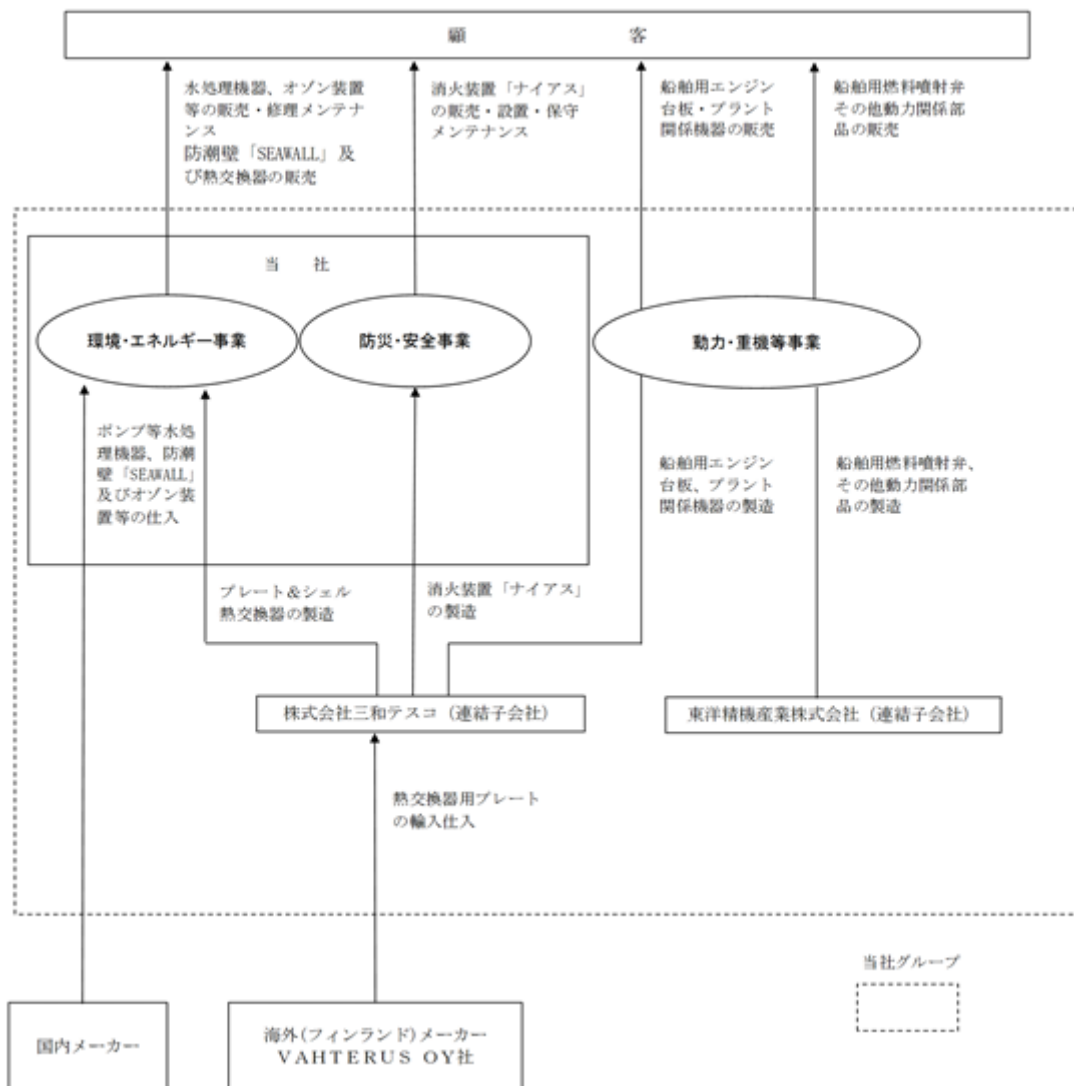 顧　客
水処理機器、オゾン装置
等の販売・修理メンテナ
ンス
防潮壁「SEAWALL」及
び熱交換器の販売
消火装置「ナイアス」
の販売・設置・保守
メンテナンス
船舶用エンジン
台板・プラント
関係機器の販売
船舶用燃料噴射弁
その他動力関係部
品の販売
当　社
環境・エネルギー事業
防災・安全事業
動力・重機等事業
ポンプ等水処
理機器、防潮
壁「SEAWALL」
及びオゾン装
置等の仕入
船舶用エンジン
台板、プラント
関係機器の製造
船舶用燃料噴射弁、
その他動力関係部
品の製造
プレート＆シェル
熱交換器の製造
消火装置「ナイアス」
の製造
株式会社三和テスコ（連結子会社）
東洋精機産業株式会社（連結子会社）
熱交換器用プレート
の輸入仕入
当社グループ
国内メーカー
海外(フィンランド)メーカー
ＶＡＨＴＥＲＵＳ ＯＹ社